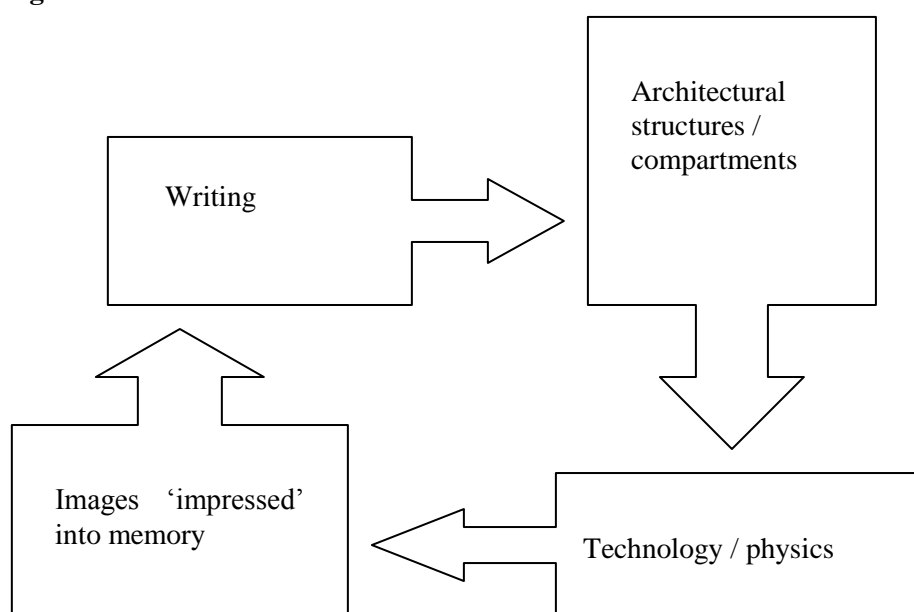 Architectural
structures /
compartments
Writing
Images ‘impressed’
into memory
Technology / physics